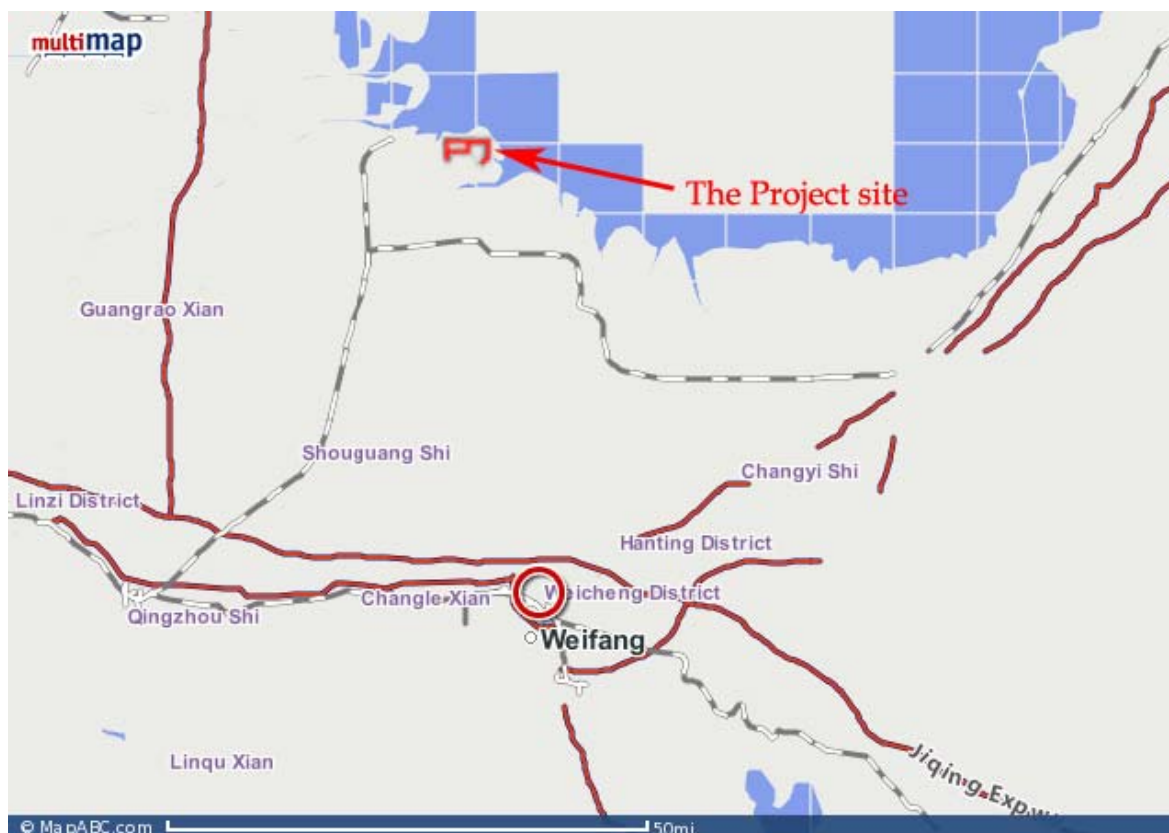 multimap
The Project site
Guangrao Xian
Shouguang Shi
Changyi Shi
Linzi District
Hanting District
Changle Xian
Weicheng District
Qingzhou Shi
Weifang
Linqu Xian
Jiqing Expw
© MapABC.com
50mi